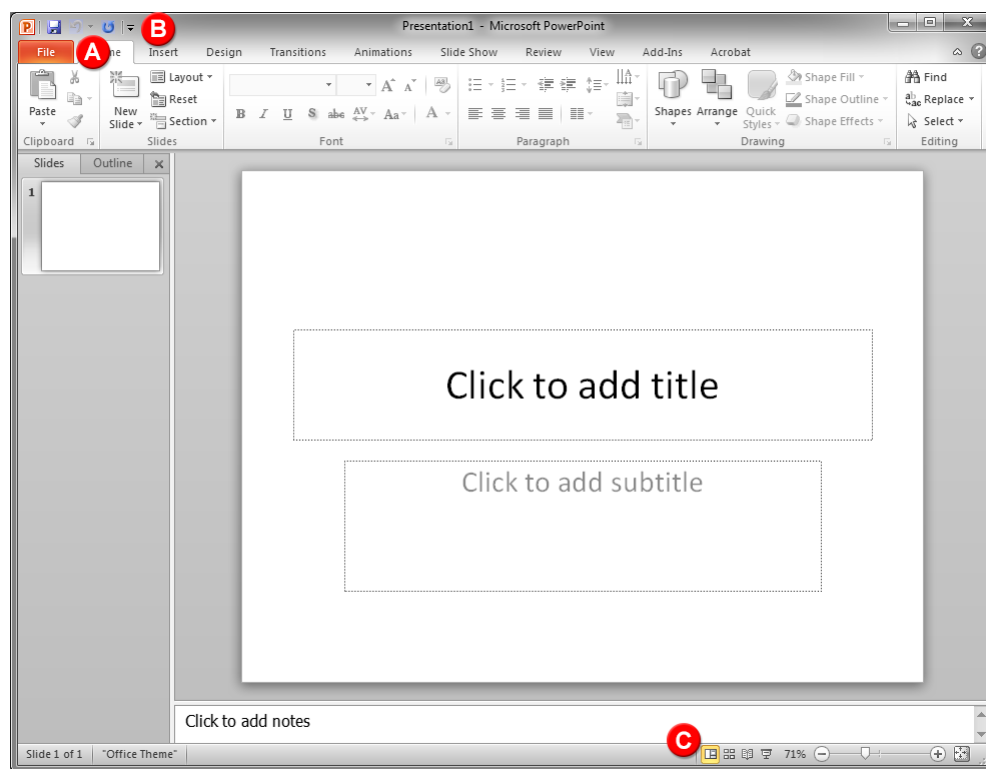 Presentation1 - Microsoft PowerPoint
B
File A me Insert Design Transitions Animations Slide Show Review View Add-Ins Acrobat
Paste
New Slide
Layout
Reset
Section
B I U S abc AV Aa A
Shapes Arrange Quick Styles
Shape Fill
Shape Outline
Shape Effects
Find
Replace
Select
Clipboard Slides Font Paragraph Drawing Editing
Slides Outline
1
Click to add title
Click to add subtitle
Click to add notes
C
Slide 1 of 1 "Office Theme" 71%